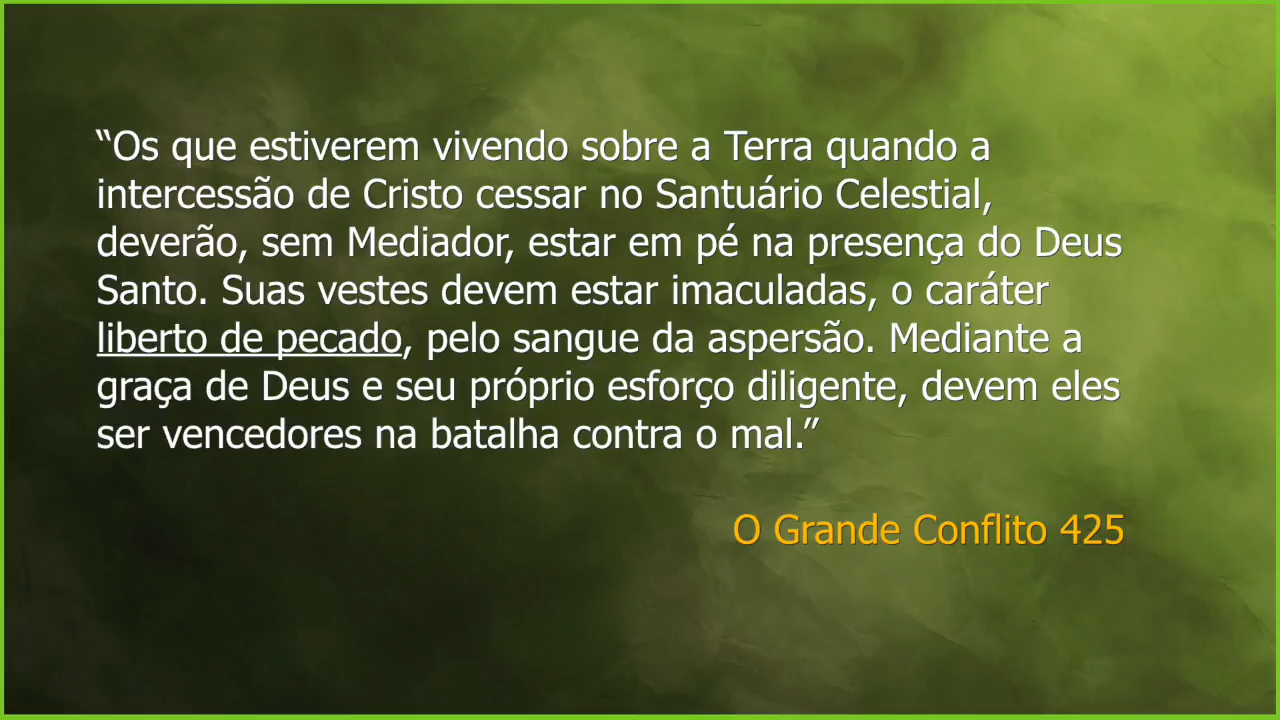 “Os que estiverem vivendo sobre a Terra quando a
intercessão de Cristo cessar no Santuário Celestial,
deverão, sem Mediador, estar em pé na presença do Deus
Santo. Suas vestes devem estar imaculadas, o caráter
liberto de pecado, pelo sangue da aspersão. Mediante a
graça de Deus e seu próprio esforço diligente, devem eles
ser vencedores na batalha contra o mal.”
O Grande Conflito 425